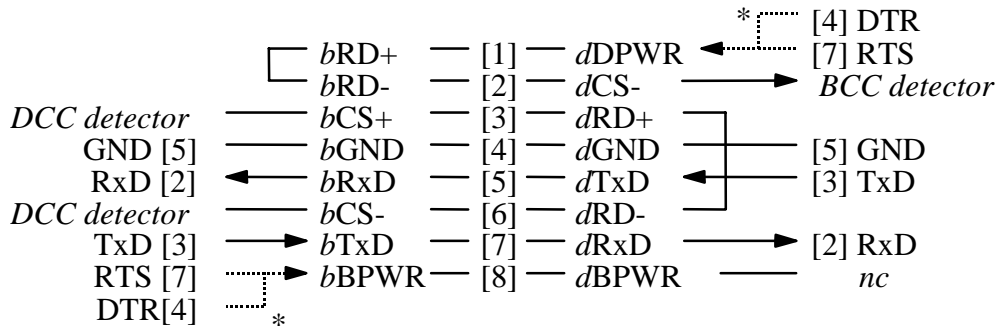 * [4] DTR
bRD+ [1] dDPWR [7] RTS
bRD- [2] dCS- BCC detector
DCC detector bCS+ [3] dRD+
GND [5] bGND [4] dGND [5] GND
RxD [2] bRxD [5] dTxD [3] TxD
DCC detector bCS- [6] dRD-
TxD [3] bTxD [7] dRxD [2] RxD
RTS [7] bBPWR [8] dBPWR nc
DTR[4] *